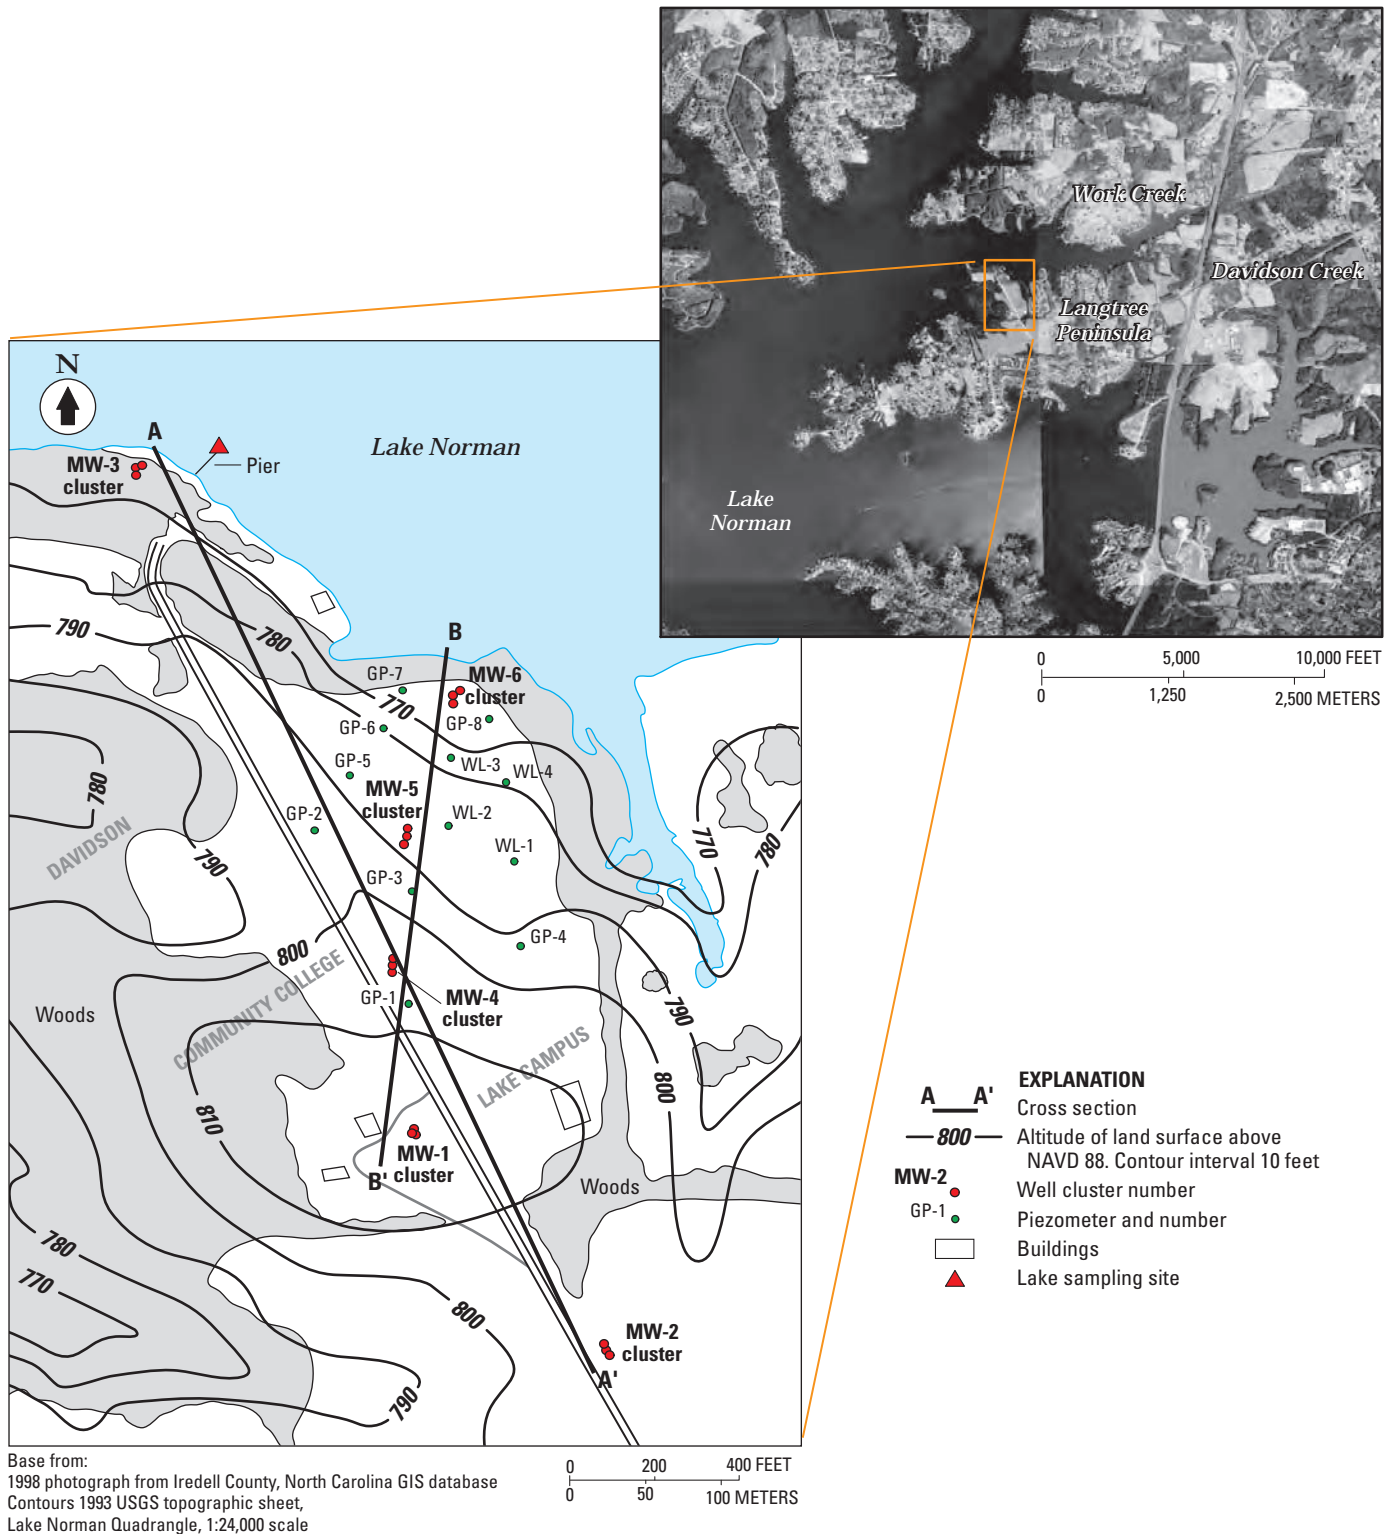 Work Creek
Davidson Creek
Langtree
Peninsula
Lake
Norman
0 5,000 10,000 FEET
0 1,250 2,500 METERS
N
A
Lake Norman
MW-3
cluster
Pier
790
780
B
GP-7
MW-6
cluster
770
GP-6
GP-8
GP-5
WL-3
WL-4
780
MW-5
cluster
GP-2
WL-2
770
780
DAVIDSON
790
WL-1
GP-3
GP-4
800
COMMUNITY COLLEGE
GP-1
MW-4
cluster
790
Woods
LAKE CAMPUS
800
810
MW-1
cluster
B'
Woods
780
770
800
MW-2
cluster
A'
790
EXPLANATION
A A' Cross section
800 Altitude of land surface above
NAVD 88. Contour interval 10 feet
MW-2 Well cluster number
GP-1 Piezometer and number
Buildings
Lake sampling site
Base from:
1998 photograph from Iredell County, North Carolina GIS database
Contours 1993 USGS topographic sheet,
Lake Norman Quadrangle, 1:24,000 scale
0 200 400 FEET
0 50 100 METERS